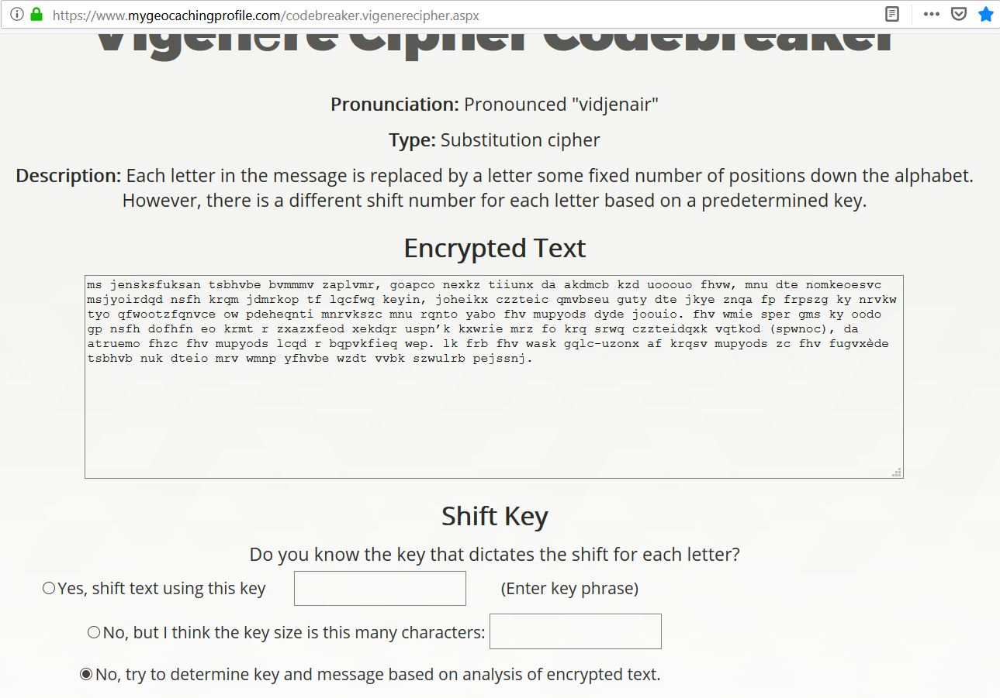 https://www.mygeocachingprofile.com/codebreaker.vigenerecipher.aspx
Vigenere Cipher Codebreaker
Pronunciation: Pronounced "vidjenair"
Type: Substitution cipher
Description: Each letter in the message is replaced by a letter some fixed number of positions down the alphabet.
However, there is a different shift number for each letter based on a predetermined key.
Encrypted Text
ms jensksfuksan tsbhvbe bvmmmv zaplvmr, goapco nexkz tiiunx da akdmcb kzd uooouo fhvw, mnu dte nomkeoesvc
msjyoirdqd nsfh krqm jdmrkop tf lqcfwq keyin, joheikx czzteic qmvbseu guty dte jkye znqa fp frpszg ky nrvkw
tyo qfwootzfqnvce ow pdeheqnti mnrvkszc mnu rqnto yabo fhv mupyods dyde joouio. fhv wmie sper gms ky oodo
gp nsfh dofhfn eo krmt r zxazxfeod xekdqr uspn’k kxwrie mrz fo krq srwq czzteidqxk vqtkod (spwnoc), da
atruemo fhzc fhv mupyods lcqd r bqpvkfieq wep. lk frb fhv wask gqlc-uzonx af krqsv mupyods zc fhv fugvxède
tsbhvb nuk dteio mrv wmnp yfhvbe wzdt vvbk szwulrb pejssnj.
Shift Key
Do you know the key that dictates the shift for each letter?
Yes, shift text using this key
(Enter key phrase)
No, but I think the key size is this many characters:
No, try to determine key and message based on analysis of encrypted text.